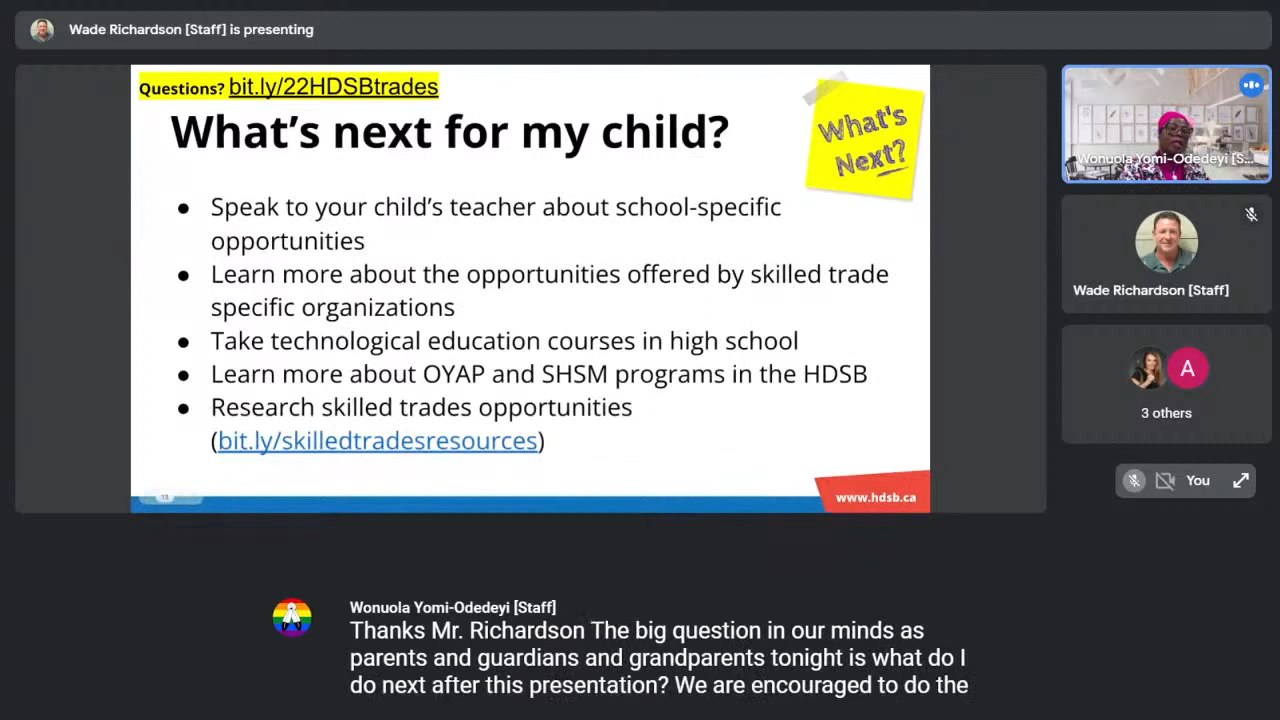 Wade Richardson [Staff] is presenting
Questions? bit.ly/22HDSBtrades
What's next for my child?
What's
Next?
● Speak to your child's teacher about school-specific
opportunities
● Learn more about the opportunities offered by skilled trade
specific organizations
● Take technological education courses in high school
● Learn more about OYAP and SHSM programs in the HDSB
● Research skilled trades opportunities
(bit.ly/skilledtradesresources)
13
www.hdsb.ca
Wonuola Yomi-Odedeyi [S...
Wade Richardson [Staff]
A
3 others
You
Wonuola Yomi-Odedeyi [Staff]
Thanks Mr. Richardson The big question in our minds as
parents and guardians and grandparents tonight is what do I
do next after this presentation? We are encouraged to do the